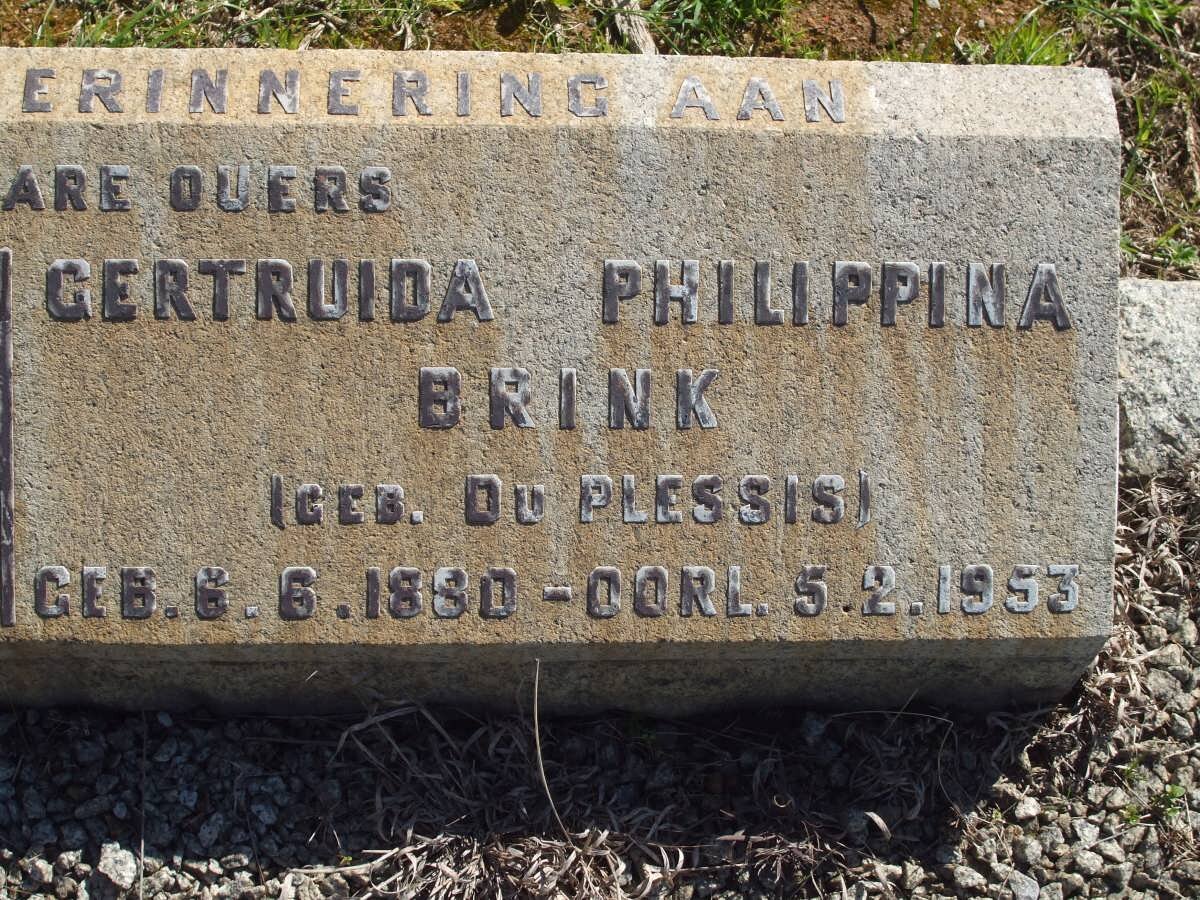 ERINNERING AAN
ARE OUERS
GERTRUIDA PHILIPPINA
BRINK
(GEB. DU PLESSIS)
GEB. 6. 6. 1880 - OORL. 5. 2. 1953